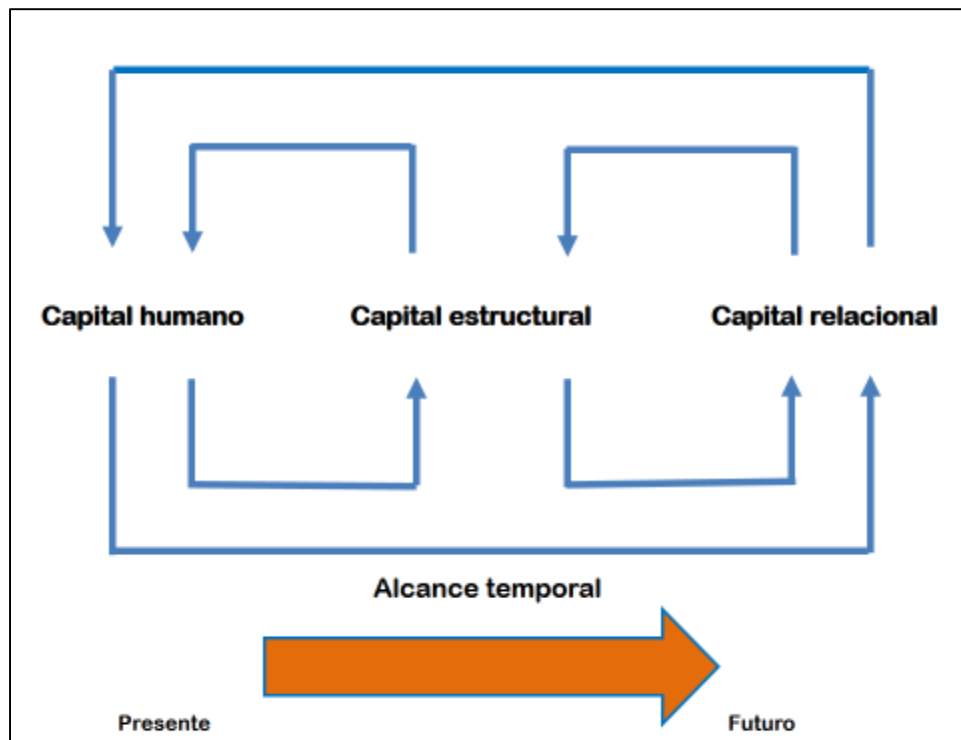 Capital humano
Capital estructural
Capital relacional
Alcance temporal
Presente
Futuro